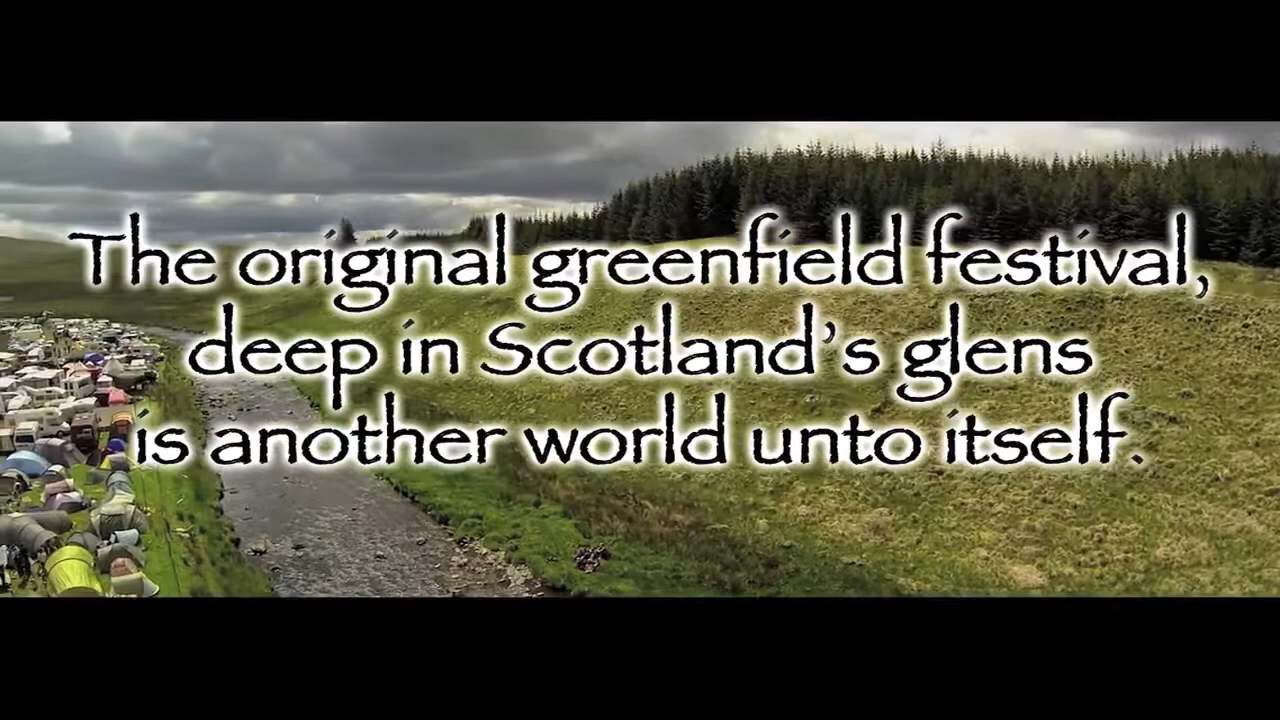 The original greenfield festival,
deep in Scotland's glens
is another world unto itself.